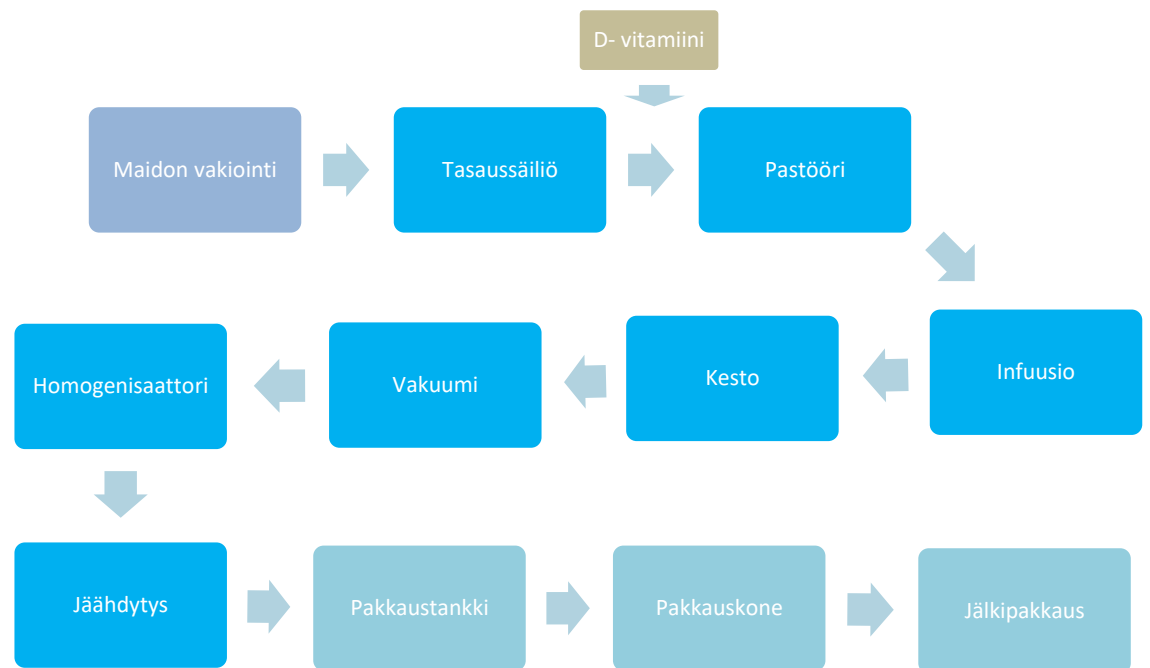 D- vitamiini
Maidon vakiointi
Tasaussäiliö
Pastööri
Homogenisaattori
Vakuumi
Kesto
Infuusio
Jäähdytys
Pakkaustankki
Pakkauskone
Jälkipakkaus